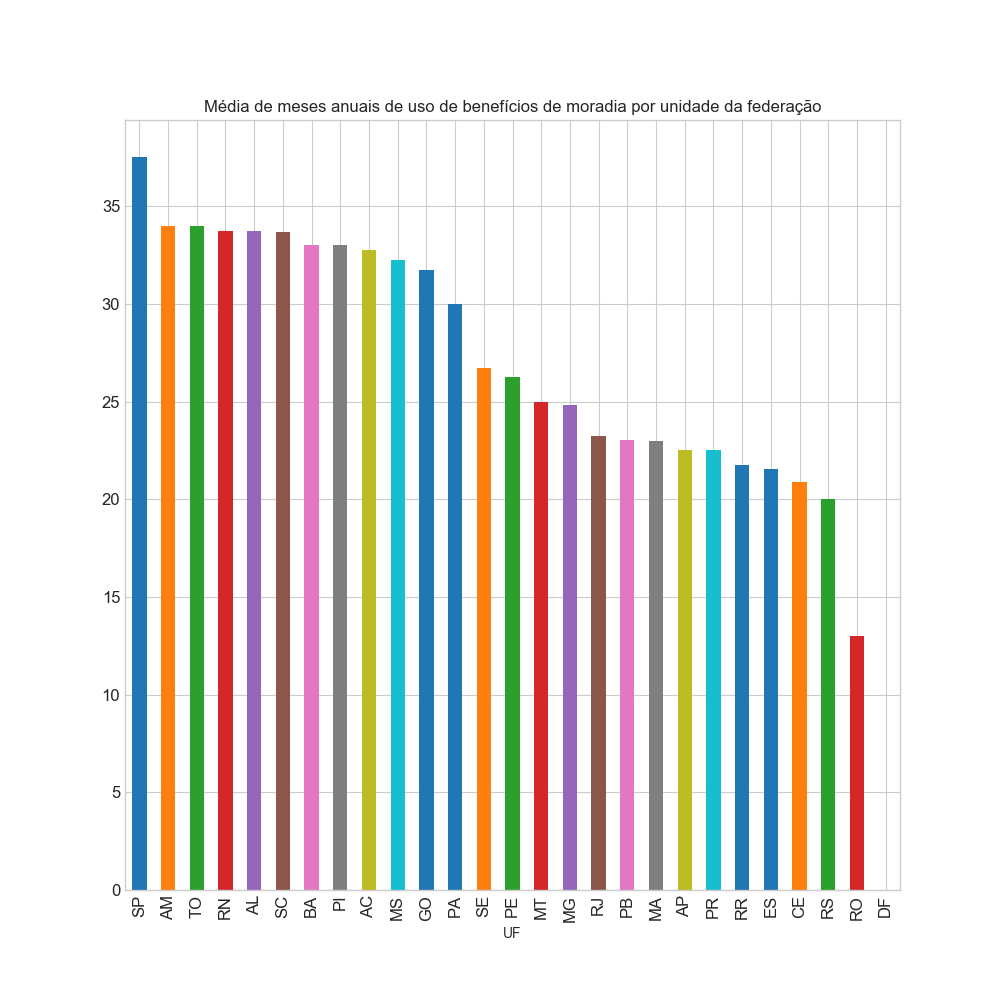 Média de meses anuais de uso de benefícios de moradia por unidade da federação
35
30
25
20
15
10
5
0
SP AM TO RN AL SC BA PI AC MS GO PA SE PE MT MG RJ PB MA AP PR RR ES CE RS RO DF
UF